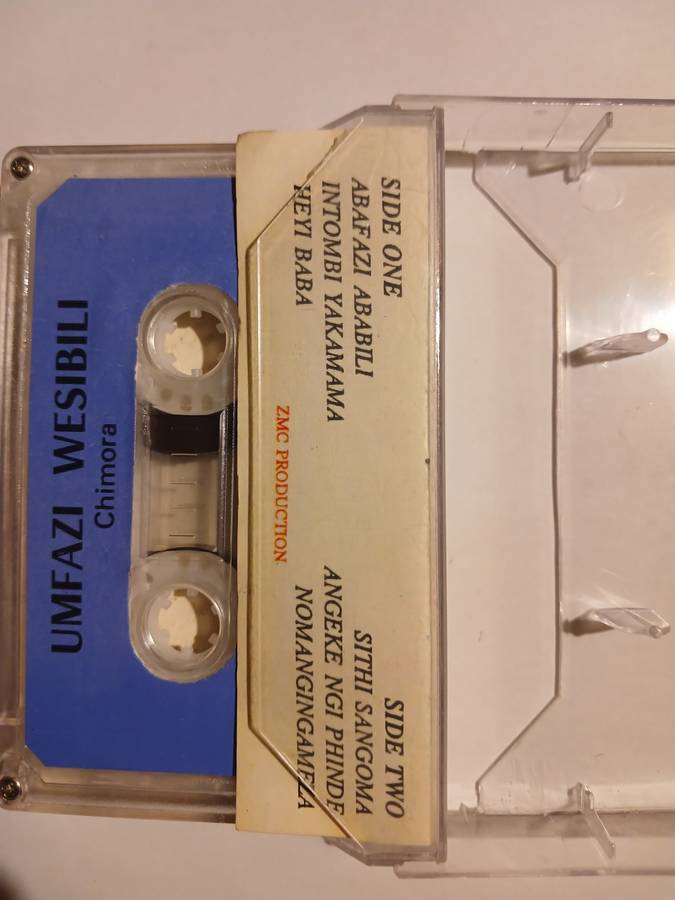 UMFAZI WESIBILI
Chimora
SIDE ONE
ABAFAZI ABABILI
INTOMBI YAKAMAMA
HEYI BABA
SIDE TWO
SITHI SANGOMA
ANGEKE NGI PHINDE
NOMANGINGAMEZA
ZMC PRODUCTION